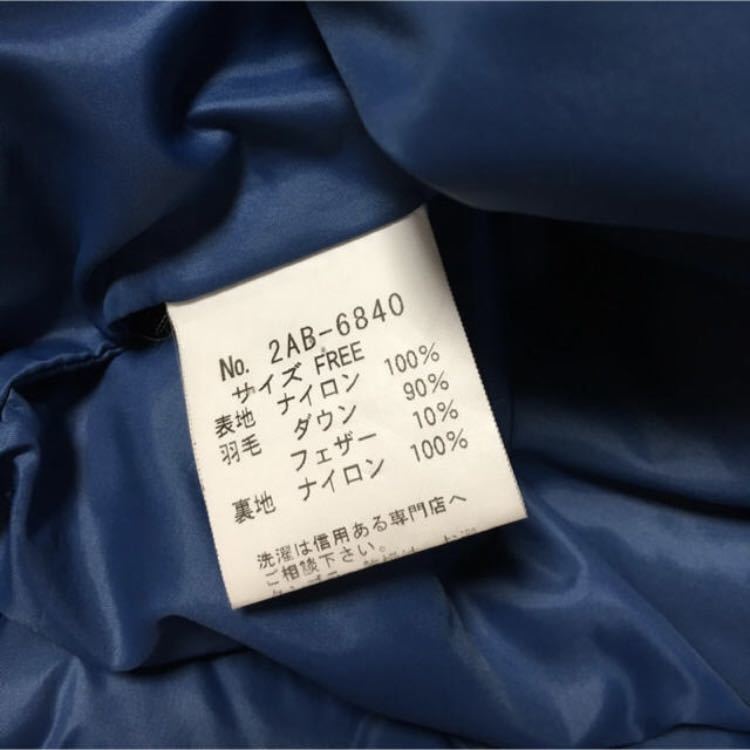 No. 2AB-6840
サイズ FREE
表地 ナイロン 100%
羽毛 ダウン 90%
フェザー 10%
裏地 ナイロン 100%
洗濯は信用ある専門店へ
ご相談下さい。